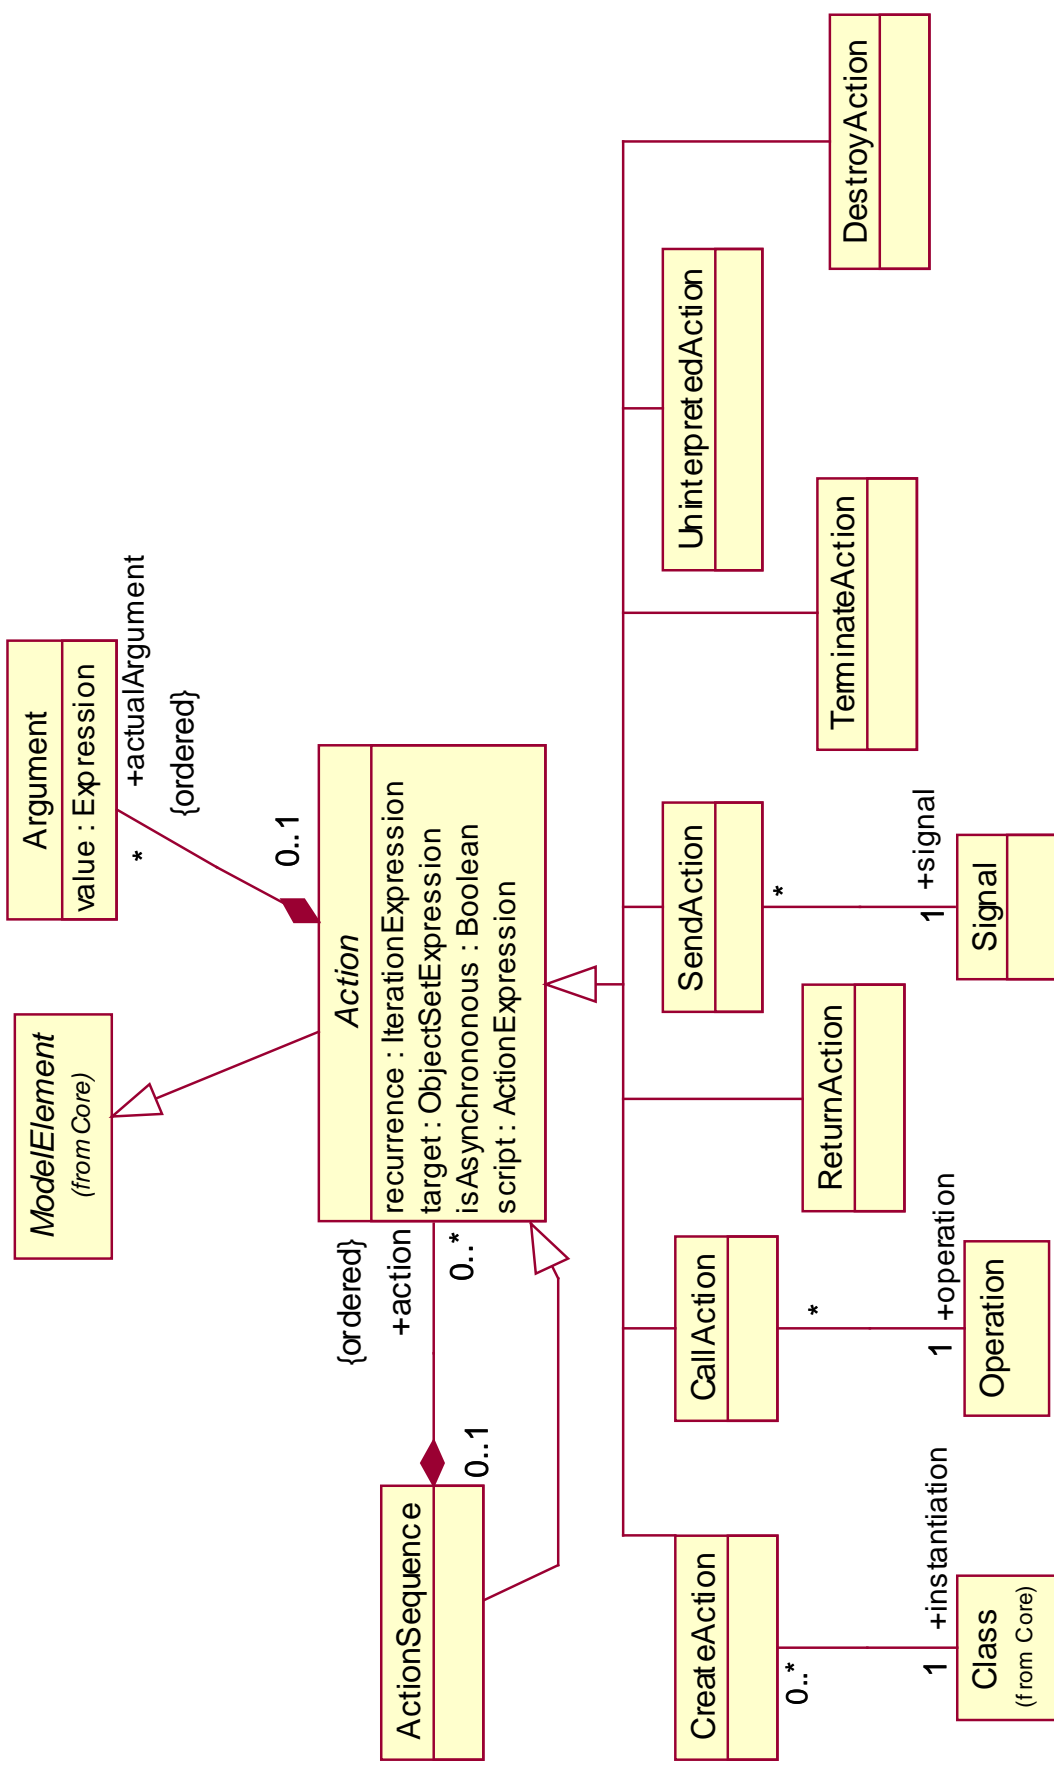 ModelElement
(from Core)
Argument
value : Expression
*
+actualArgument
{ordered}
0..1
Action
recurrence : IterationExpression
target : ObjectSetExpression
isAsynchronous : Boolean
script : ActionExpression
{ordered}
+action
0..*
0..1
ActionSequence
CreateAction
CallAction
ReturnAction
SendAction
TerminateAction
UninterpretedAction
DestroyAction
0..*
1
+instantiation
Class
(from Core)
*
1
+operation
Operation
*
1
+signal
Signal